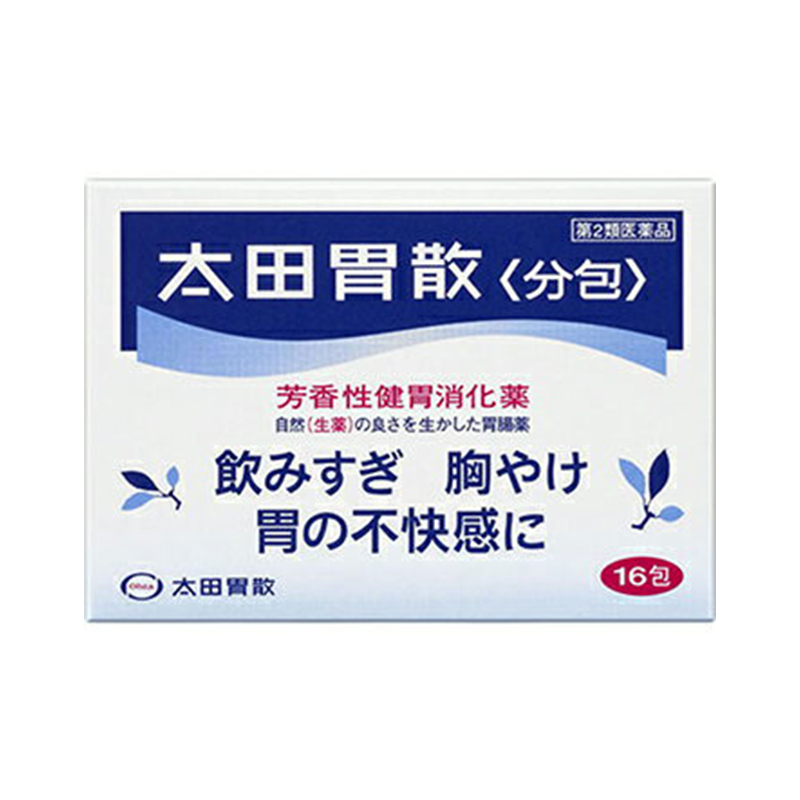 第2類医薬品
太田胃散〈分包〉
芳香性健胃消化薬
自然(生薬)の良さを生かした胃腸薬
飲みすぎ 胸やけ
胃の不快感に
16包
太田胃散